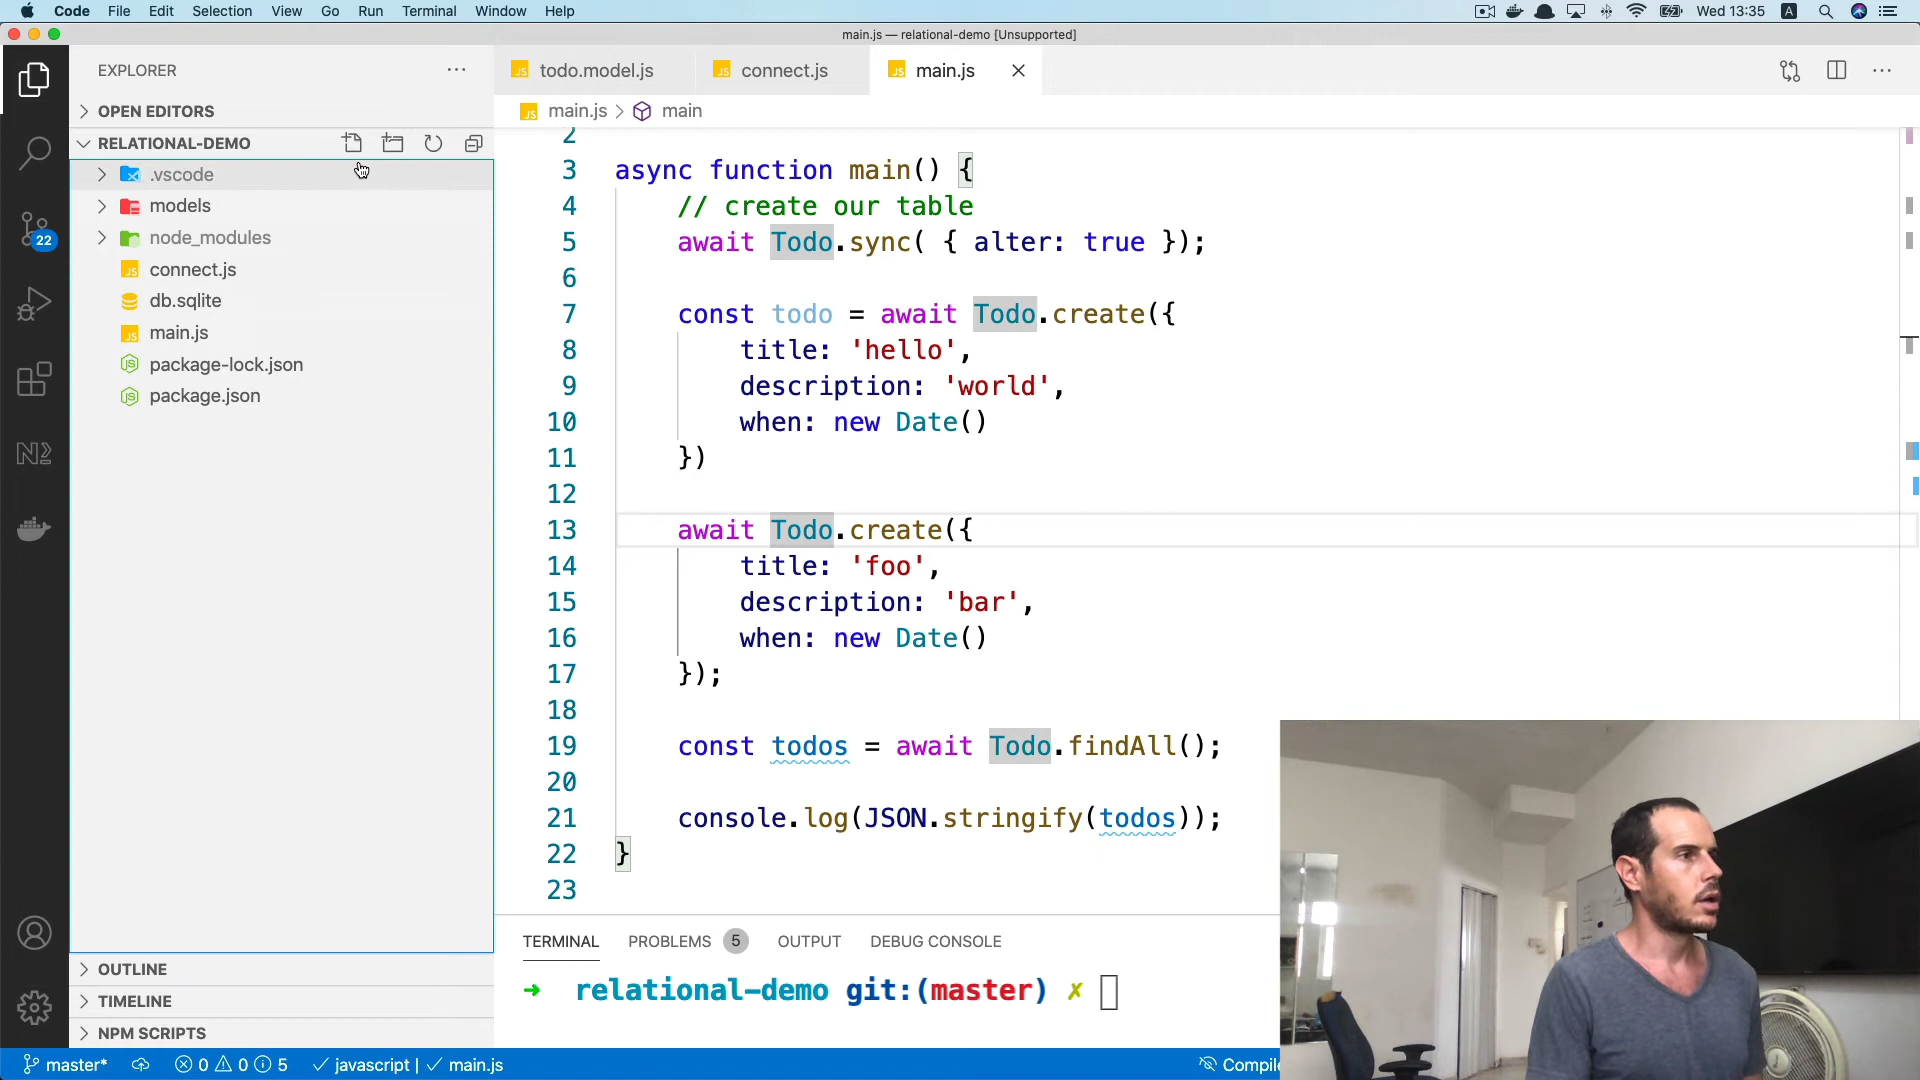 Code File Edit Selection View Go Run Terminal Window Help
Wed 13:35 A
main.js — relational-demo [Unsupported]
EXPLORER
todo.model.js connect.js main.js
OPEN EDITORS
main.js > main
RELATIONAL-DEMO
.vscode
models
node_modules
connect.js
db.sqlite
main.js
package-lock.json
package.json
22
2
3 async function main() {
4 // create our table
5 await Todo.sync( { alter: true });
6
7 const todo = await Todo.create({
8 title: 'hello',
9 description: 'world',
10 when: new Date()
11 })
12
13 await Todo.create({
14 title: 'foo',
15 description: 'bar',
16 when: new Date()
17 });
18
19 const todos = await Todo.findAll();
20
21 console.log(JSON.stringify(todos));
22 }
23
TERMINAL PROBLEMS 5 OUTPUT DEBUG CONSOLE
➜ relational-demo git:(master) ✗
OUTLINE
TIMELINE
NPM SCRIPTS
master* 0 0 5 ✓ javascript | ✓ main.js